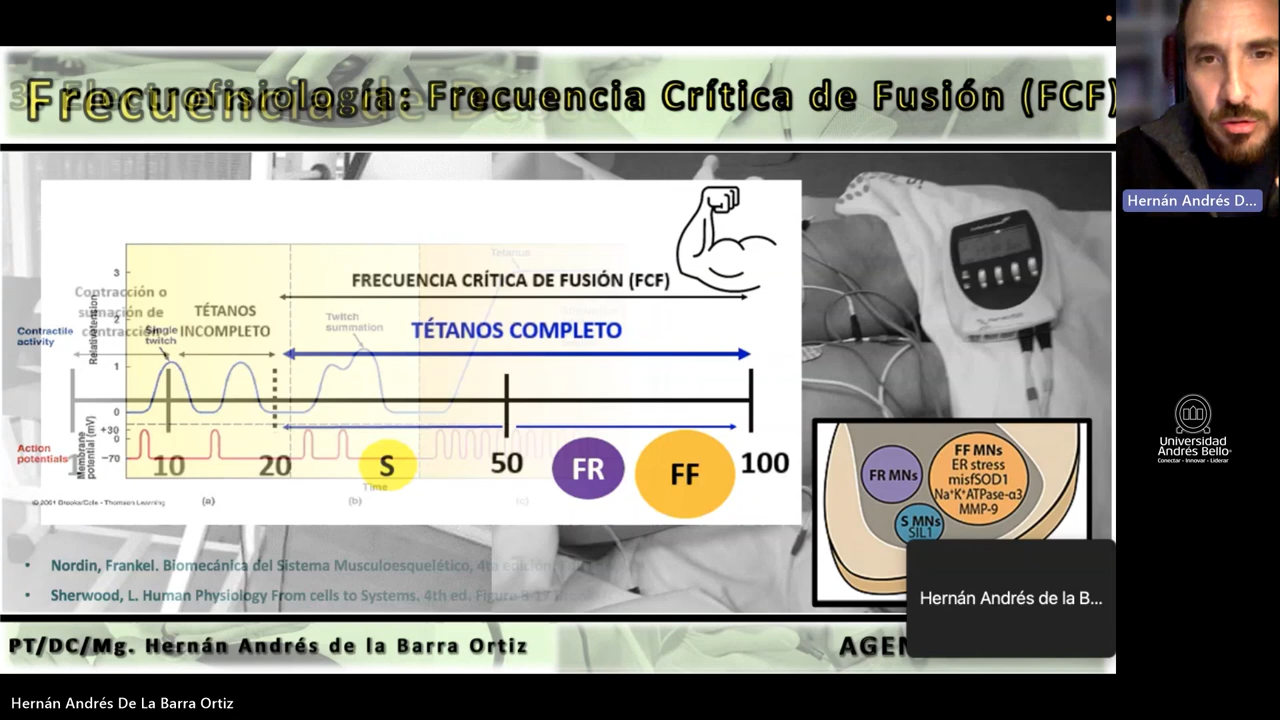 Electrofisiología: Frecuencia Crítica de Fusión (FCF)
Frecuencia de
Hernán Andrés D...
FRECUENCIA CRÍTICA DE FUSIÓN (FCF)
Tetanus
Contracción o
sumación de
TÉTANOS
INCOMPLETO
TÉTANOS COMPLETO
Contractile
activity
Relative tension
Single
twitch
Twitch
summation
3
2
1
0
Action
potentials
Membrane
potential (mV)
+30
0
-70
10
20
S
50
FR
FF
100
Time
© 2001 Brooks/Cole - Thomson Learning
(a)
(b)
(c)
FR MNs
FF MNs
ER stress
misfSOD1
Na⁺K⁺ATPase-α3
MMP-9
S MNs
SIL1
Universidad
Andrés Bello
Conectar - Innovar - Liderar
• Nordin, Frankel. Biomecánica del Sistema Musculoesquelético, 4ta edición.
• Sherwood, L. Human Physiology From cells to Systems. 4th ed. Figure 8-17
Hernán Andrés de la B...
PT/DC/Mg. Hernán Andrés de la Barra Ortiz
Hernán Andrés De La Barra Ortiz